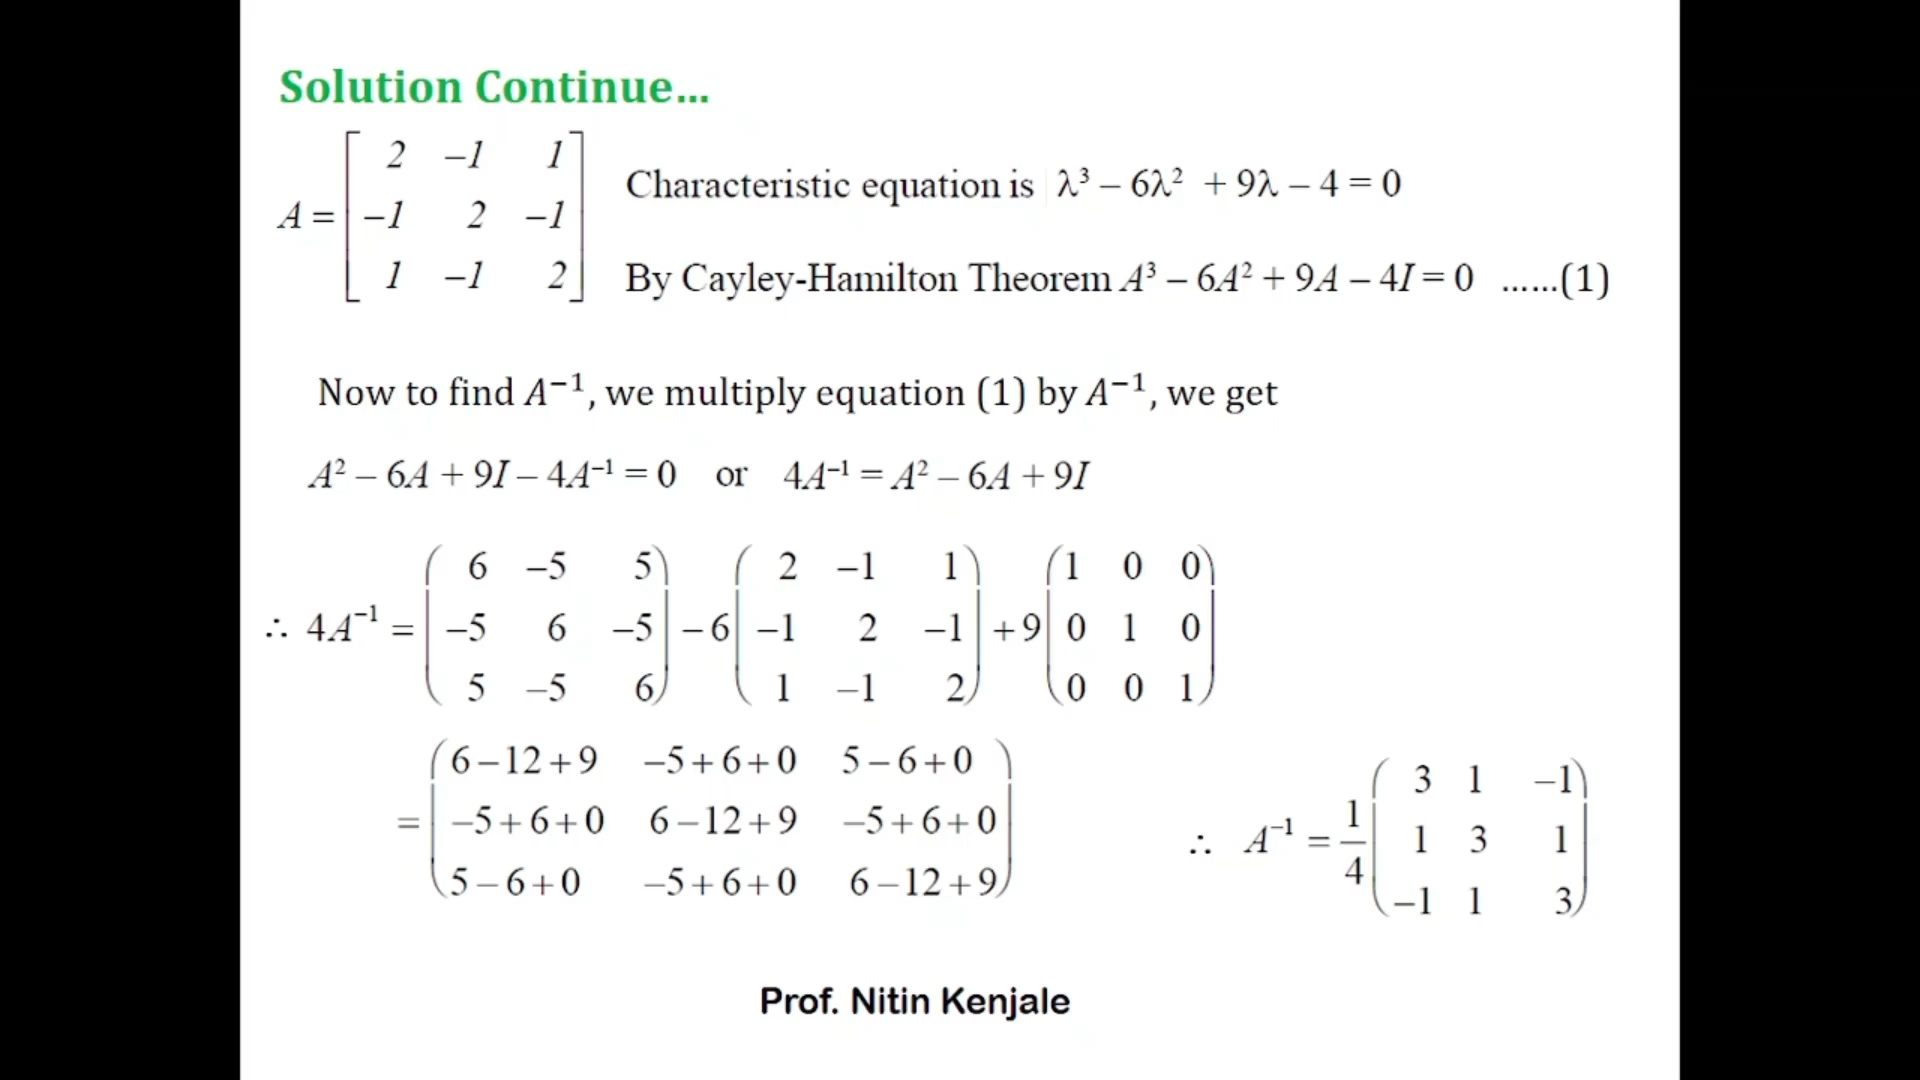 Solution Continue...
A = [ 2 –1 1
–1 2 –1
1 –1 2 ]
Characteristic equation is λ³ – 6λ² + 9λ – 4 = 0
By Cayley-Hamilton Theorem A³ – 6A² + 9A – 4I = 0 ......(1)
Now to find A⁻¹, we multiply equation (1) by A⁻¹, we get
A² – 6A + 9I – 4A⁻¹ = 0 or 4A⁻¹ = A² – 6A + 9I
∴ 4A⁻¹ = ( 6 –5 5 ; –5 6 –5 ; 5 –5 6 ) – 6 ( 2 –1 1 ; –1 2 –1 ; 1 –1 2 ) + 9 ( 1 0 0 ; 0 1 0 ; 0 0 1 )
= ( 6–12+9 –5+6+0 5–6+0
–5+6+0 6–12+9 –5+6+0
5–6+0 –5+6+0 6–12+9 )
∴ A⁻¹ = 1/4 ( 3 1 –1
1 3 1
–1 1 3 )
Prof. Nitin Kenjale